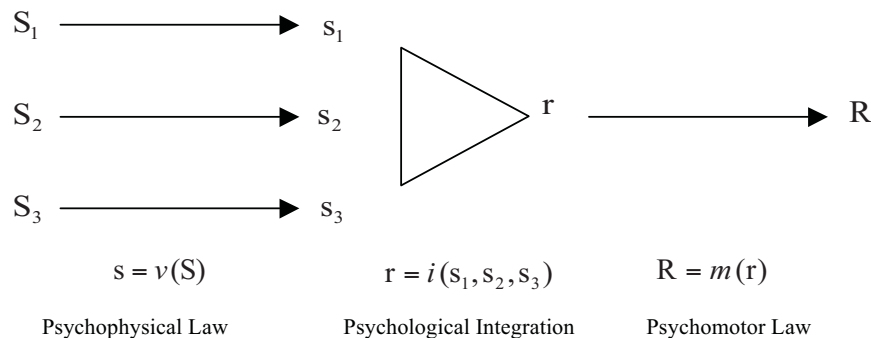 S₁ s₁
S₂ s₂ r R
S₃ s₃
s = v(S) r = i(s₁,s₂,s₃) R = m(r)
Psychophysical Law Psychological Integration Psychomotor Law